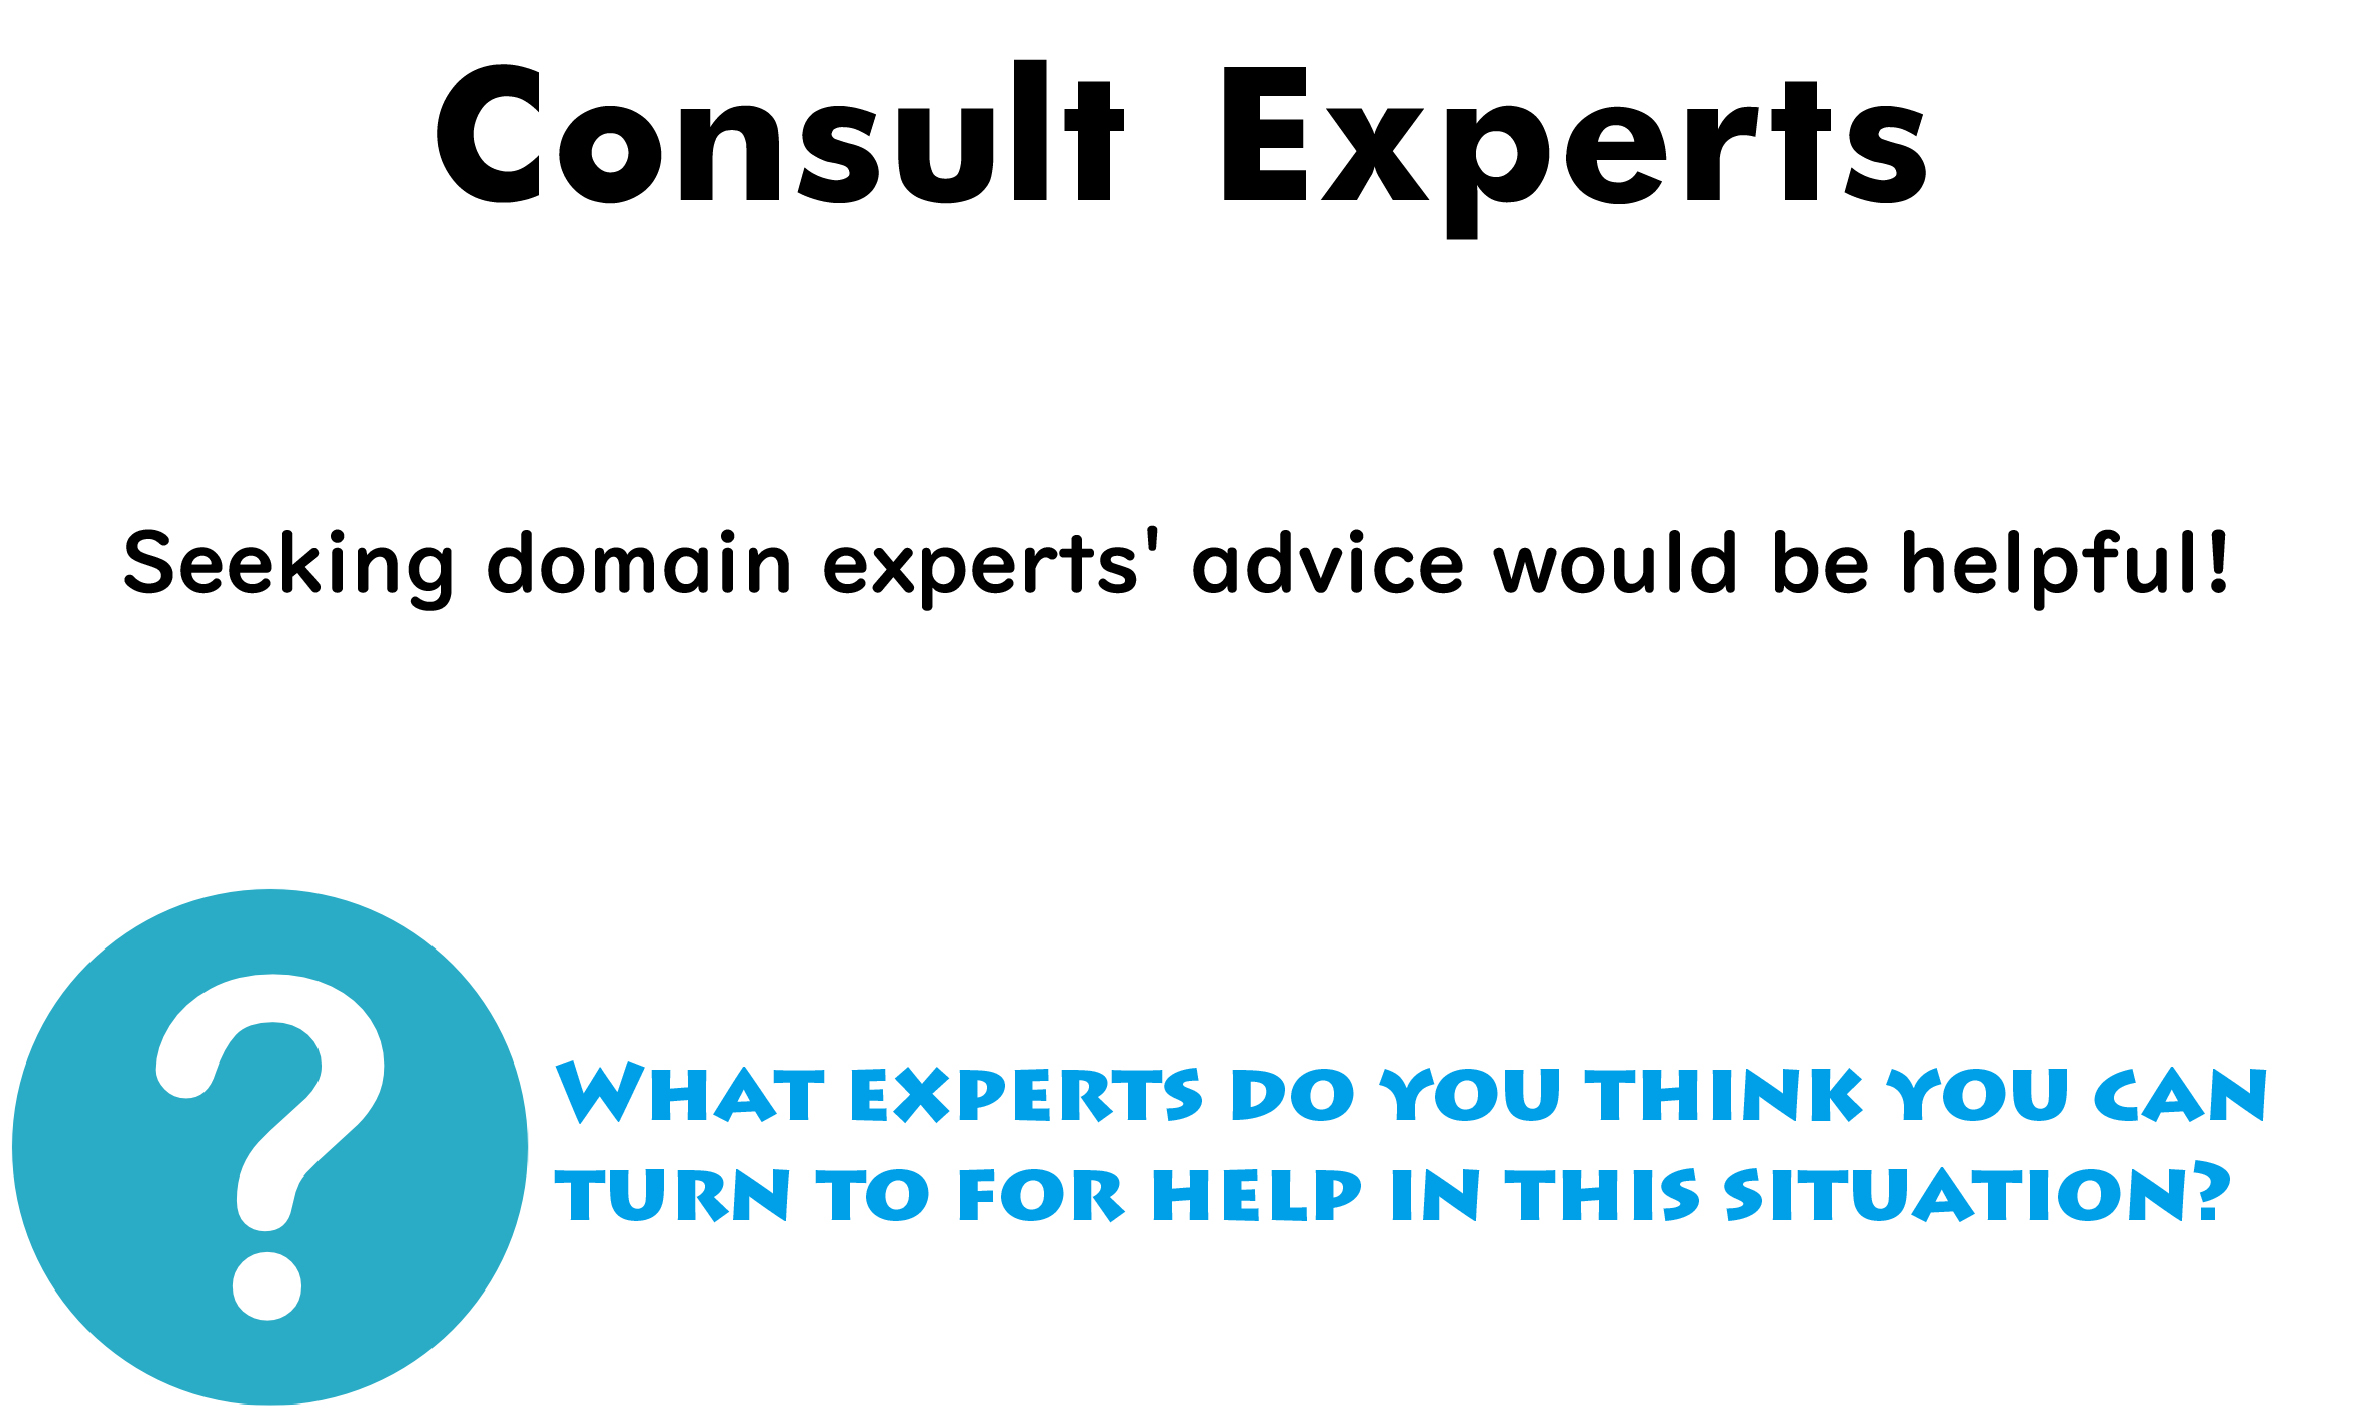 Consult Experts
Seeking domain experts' advice would be helpful!
What experts do you think you can
turn to for help in this situation?